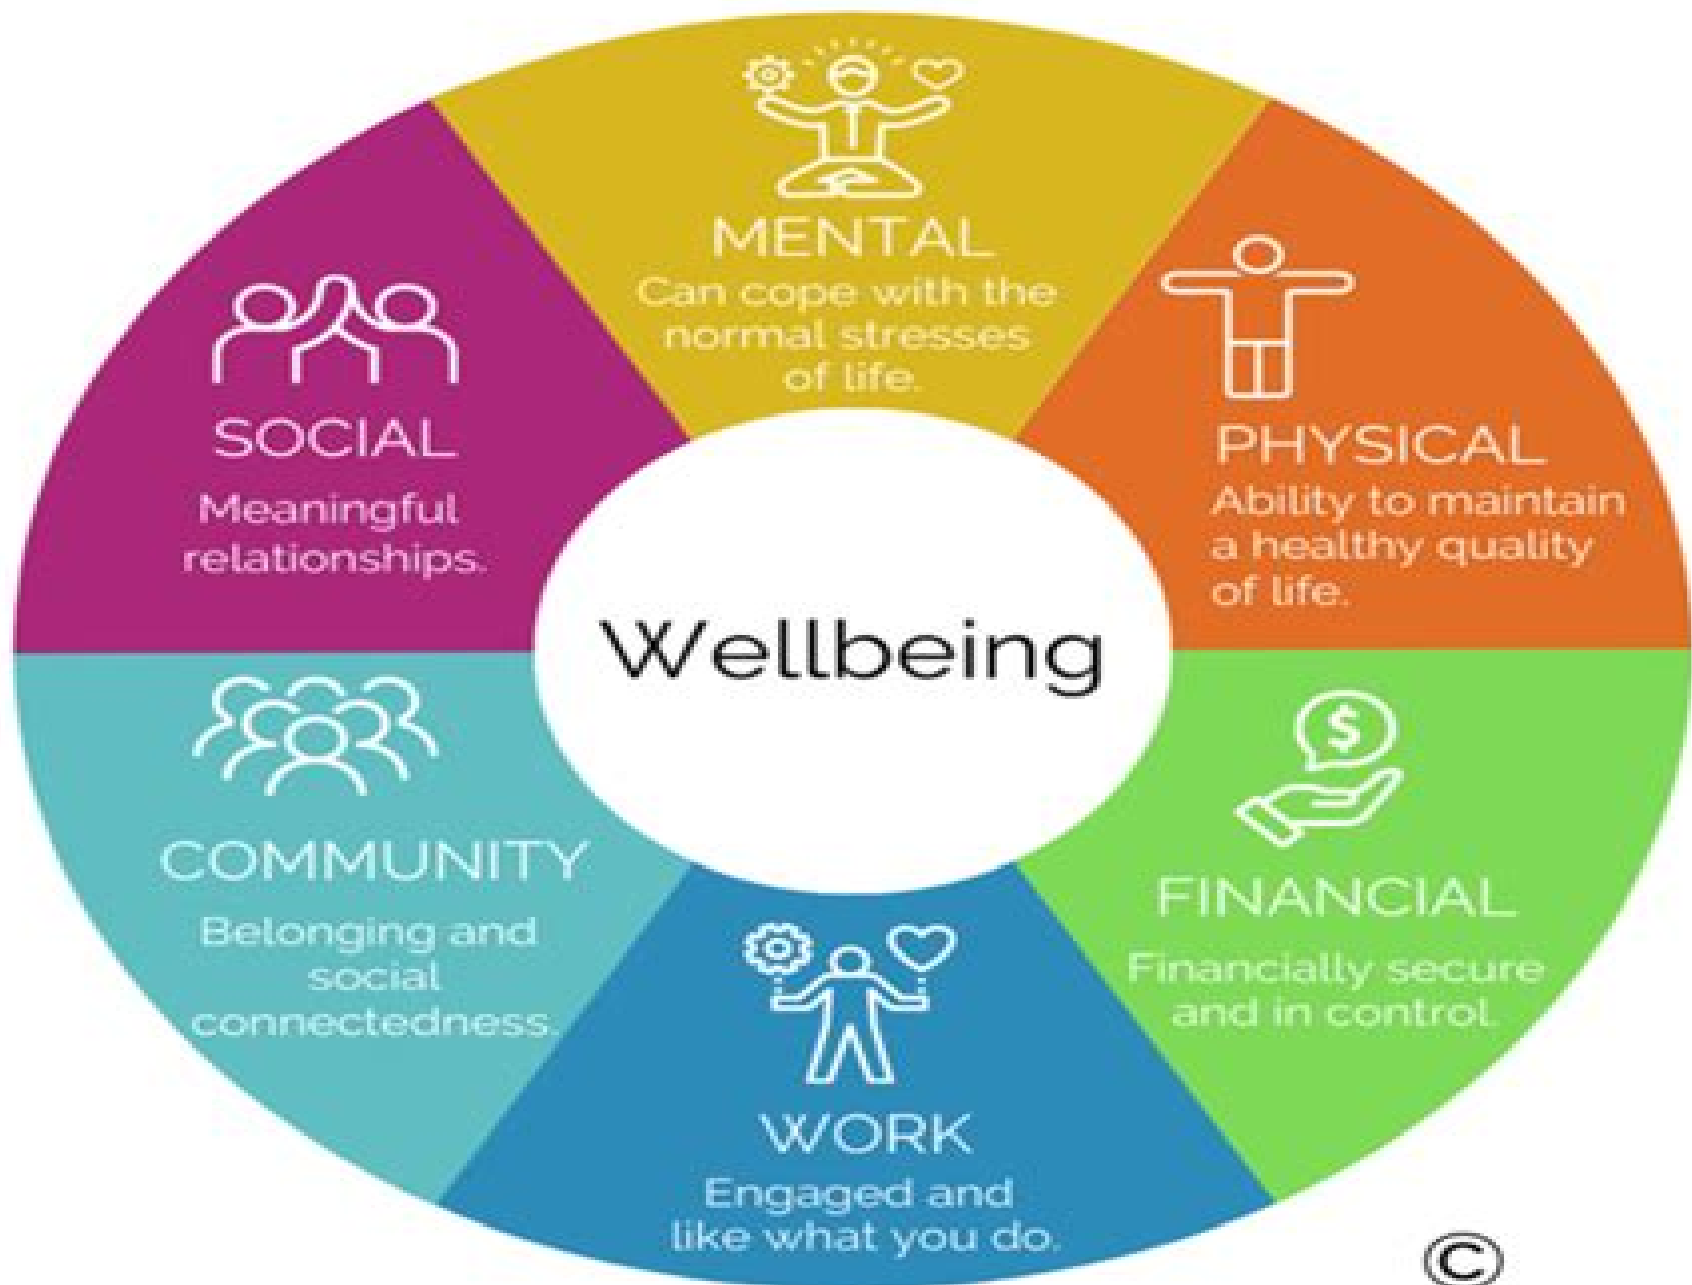 MENTAL
Can cope with the
normal stresses
of life.
PHYSICAL
Ability to maintain
a healthy quality
of life.
FINANCIAL
$
Financially secure
and in control.
WORK
Engaged and
like what you do.
COMMUNITY
Belonging and
social
connectedness.
SOCIAL
Meaningful
relationships.
Wellbeing
©